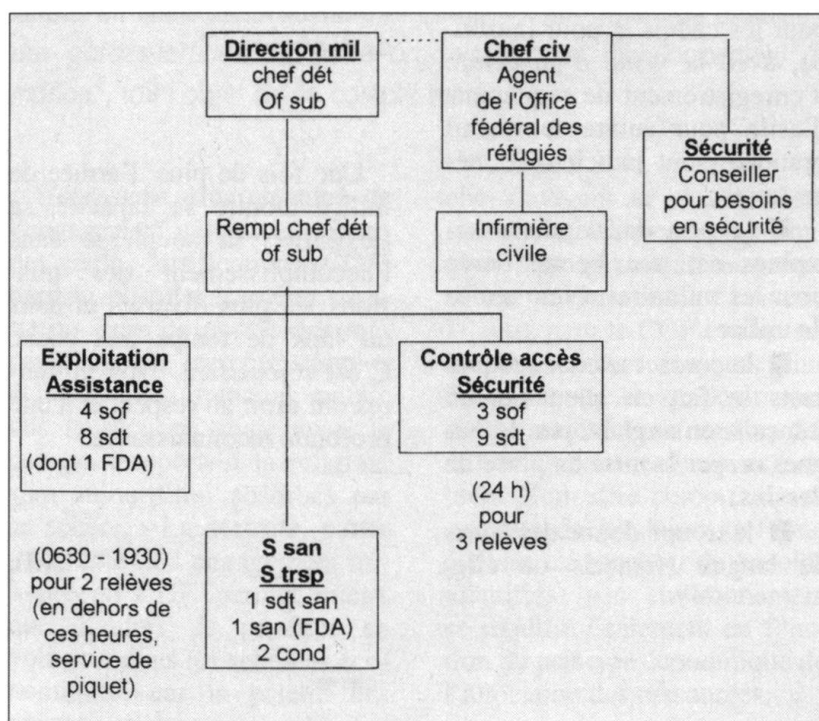 Direction mil
chef dét
Of sub
Chef civ
Agent
de l'Office
fédéral des
réfugiés
Sécurité
Conseiller
pour besoins
en sécurité
Rempl chef dét
of sub
Infirmière
civile
Exploitation
Assistance
4 sof
8 sdt
(dont 1 FDA)
Contrôle accès
Sécurité
3 sof
9 sdt
(24 h)
pour
3 relèves
(0630 - 1930)
pour 2 relèves
(en dehors de
ces heures,
service de
piquet)
S san
S trsp
1 sdt san
1 san (FDA)
2 cond